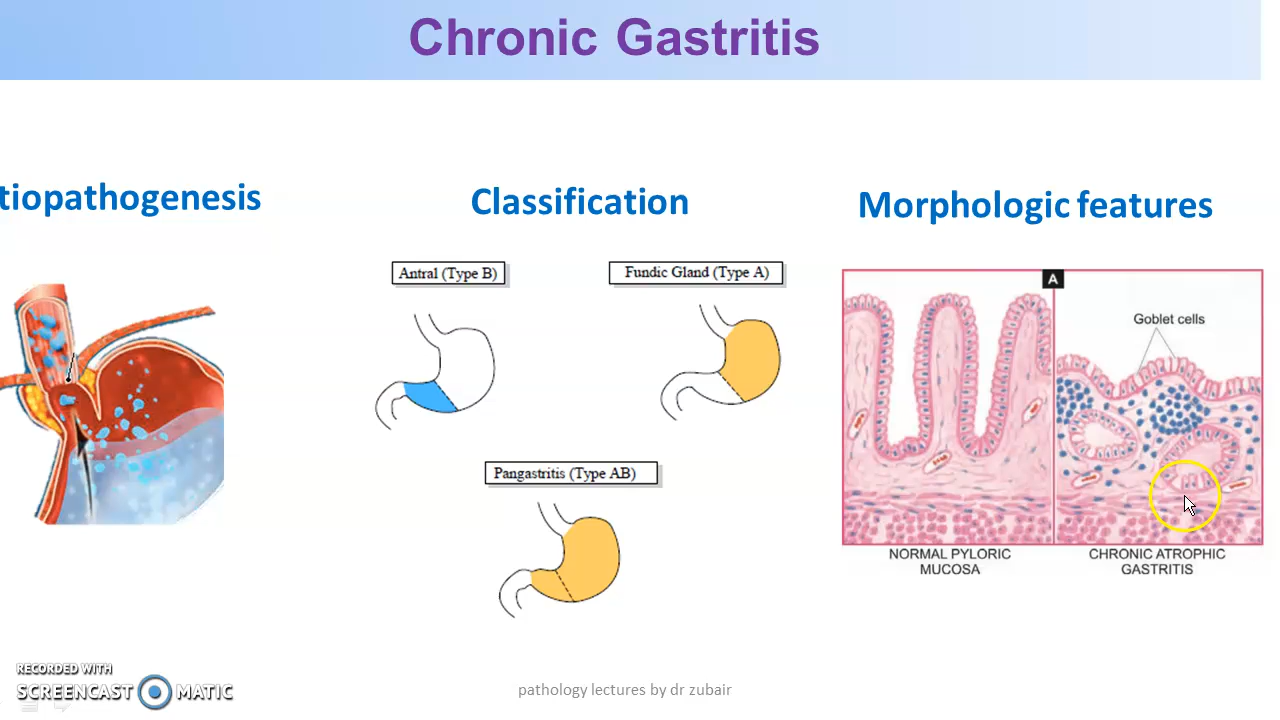 Chronic Gastritis
tiopathogenesis
Classification
Morphologic features
Antral (Type B)
Fundic Gland (Type A)
Pangastritis (Type AB)
A
Goblet cells
NORMAL PYLORIC
MUCOSA
CHRONIC ATROPHIC
GASTRITIS
RECORDED WITH
SCREENCAST MATIC
pathology lectures by dr zubair